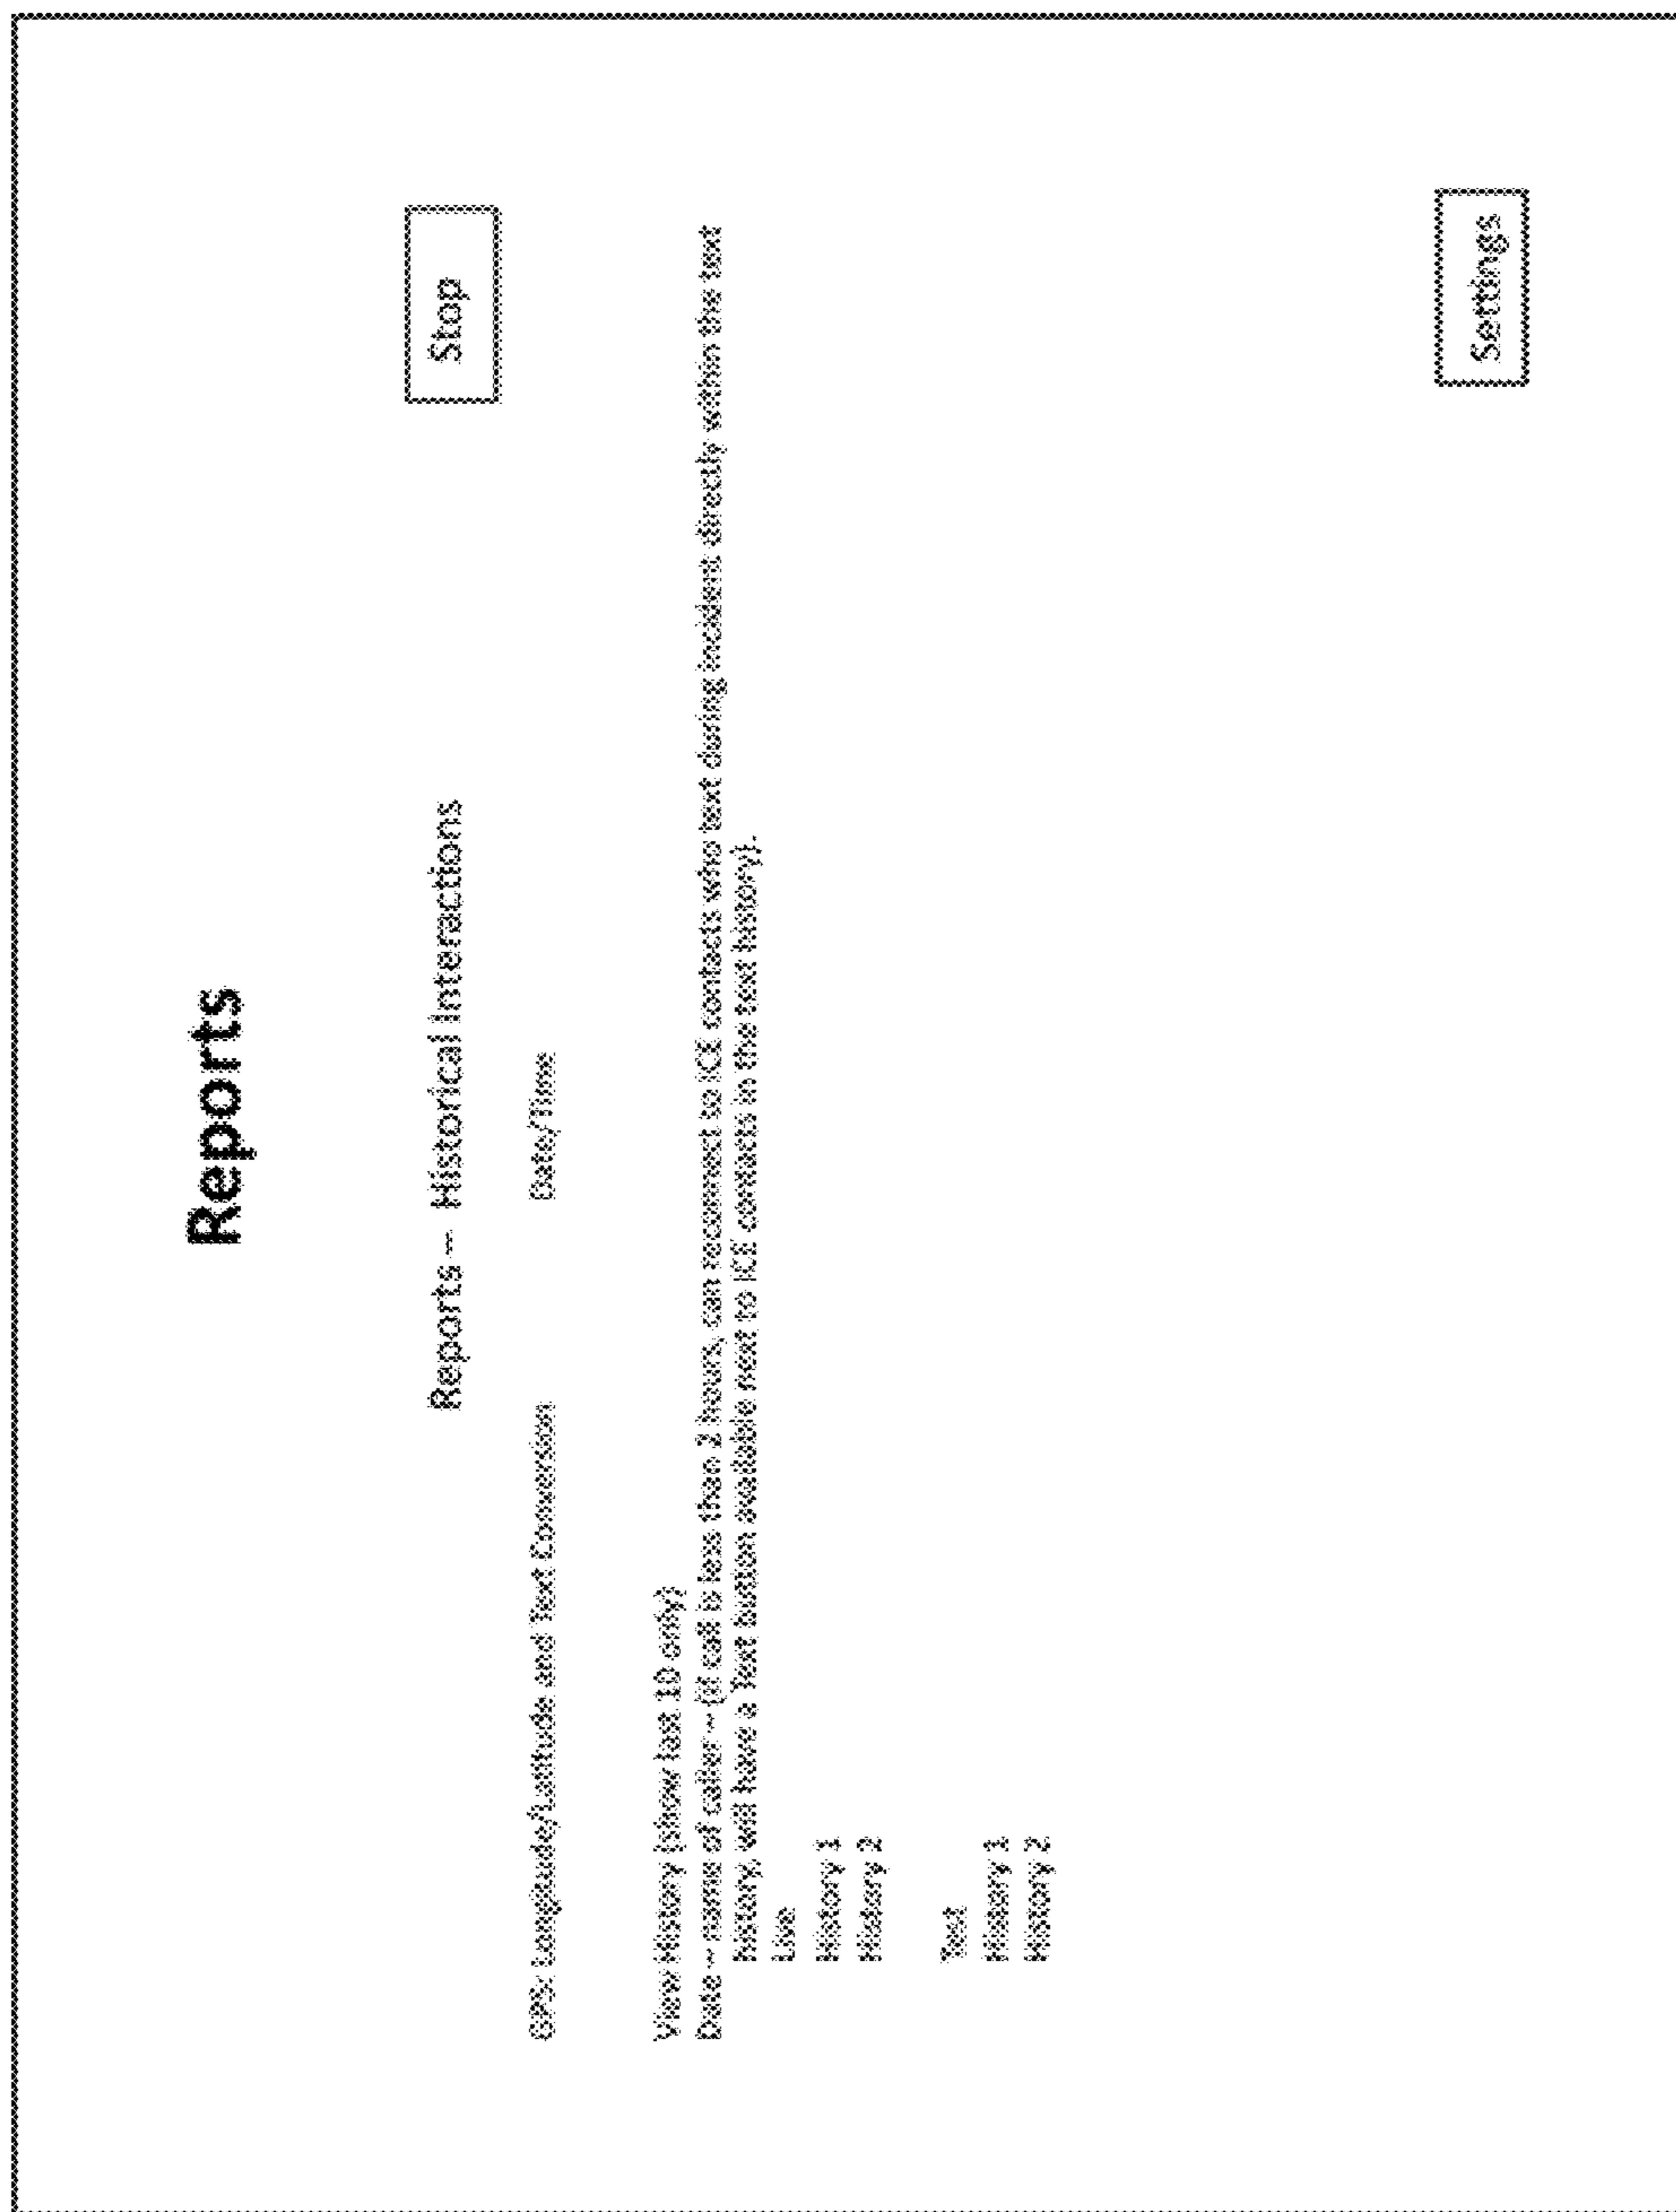 Reports
Reports -- Historical Interactions
Stop
GPS: Longitude/Latitude and Text Conversion
Date/Time
View History (show last 10 only)
Date -- name of caller -- (if call is less than 2 hours, can reconnect to ICE contacts who text during incident directly within the text
history, will have a Text button available next to ICE contacts in the text history).
Live
History 1
History 2
Text
History 1
History 2
Settings